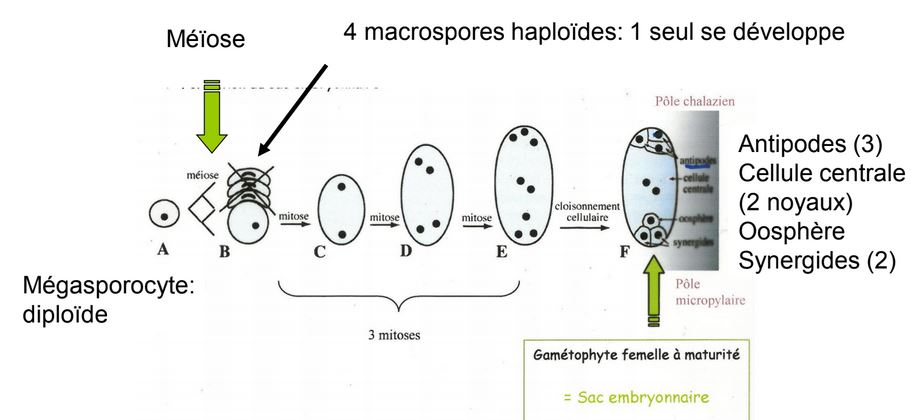 Méïose
4 macrospores haploïdes: 1 seul se développe
Pôle chalazien
Antipodes (3)
Cellule centrale
(2 noyaux)
Oosphère
Synergides (2)
méiose
antipodes
cellule
centrale
oosphère
synergides
mitose
mitose
mitose
cloisonnement
cellulaire
A
B
C
D
E
F
Mégasporocyte:
diploïde
3 mitoses
Pôle
micropylaire
Gamétophyte femelle à maturité
= Sac embryonnaire